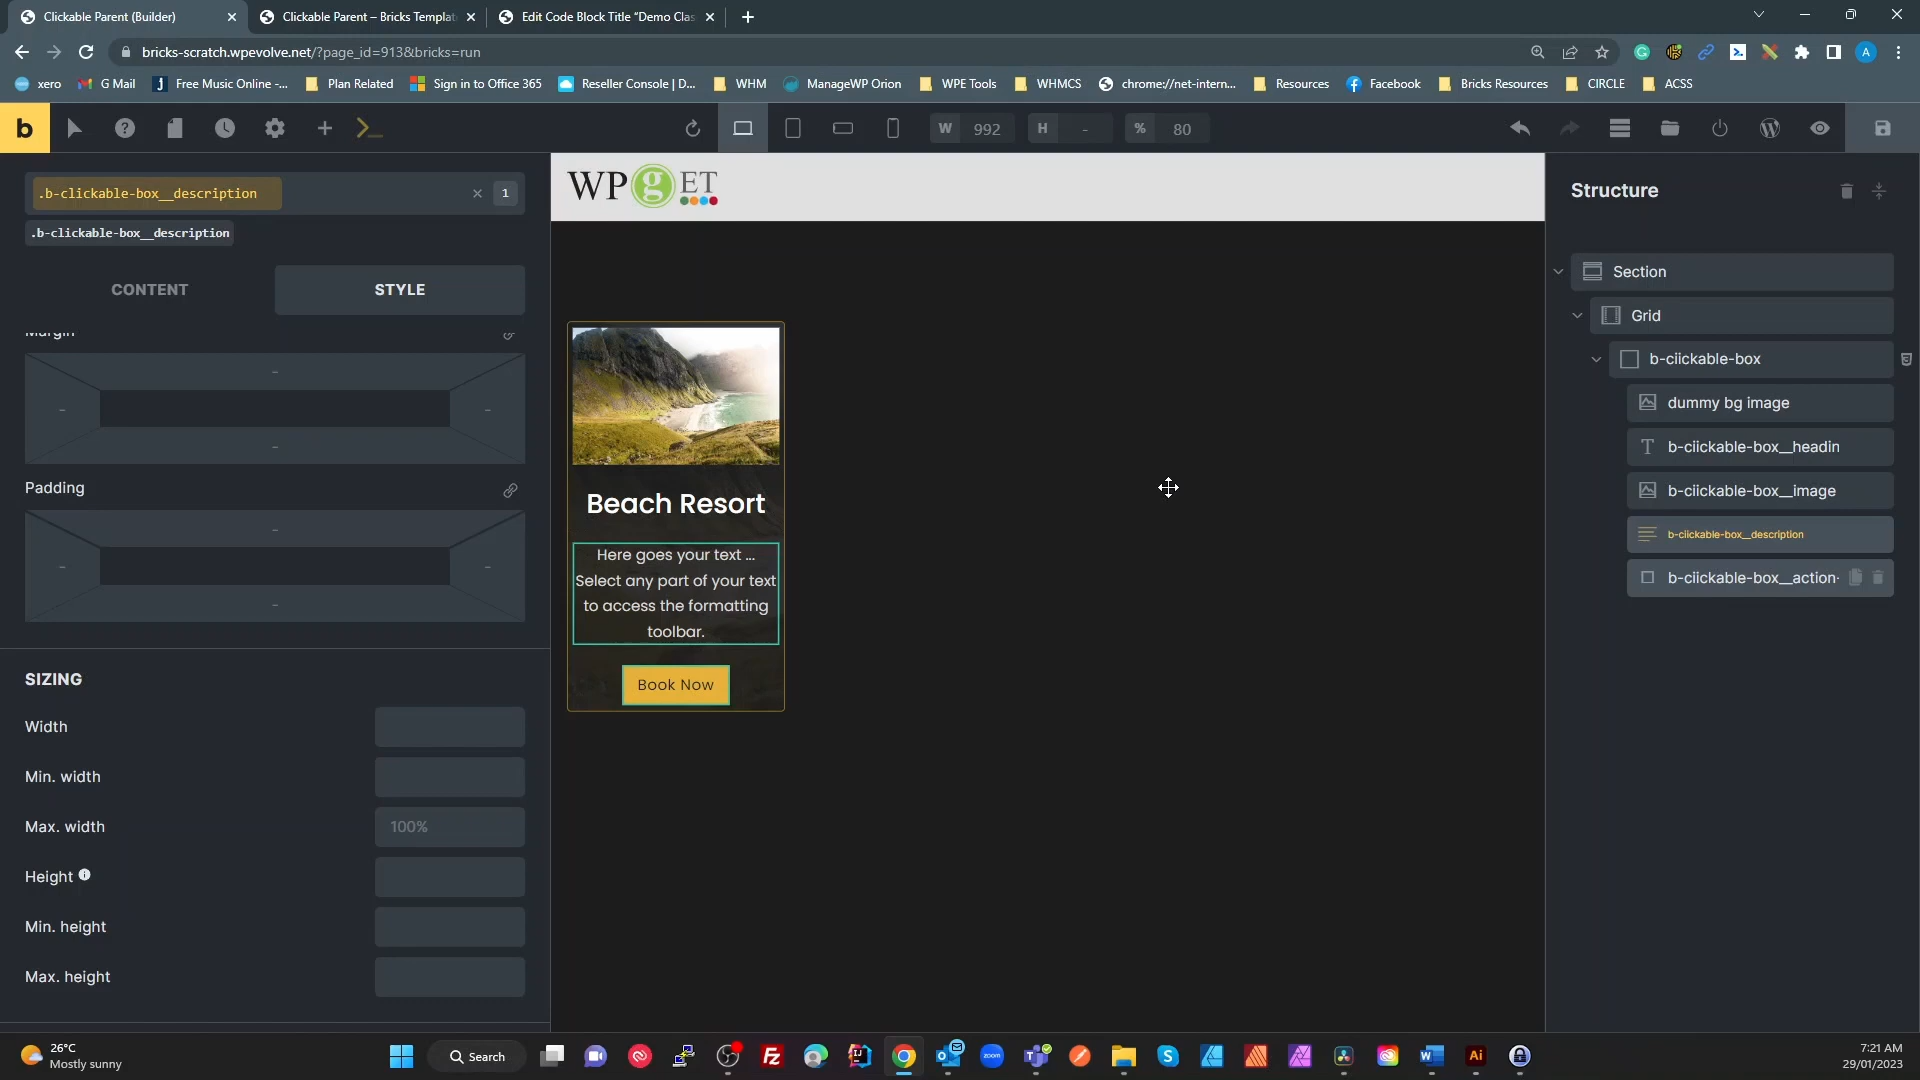 Clickable Parent (Builder)
Clickable Parent – Bricks Templat
Edit Code Block Title "Demo Clas
bricks-scratch.wpevolve.net/?page_id=913&bricks=run
A
xero
G Mail
Free Music Online -...
Plan Related
Sign in to Office 365
Reseller Console | D...
WHM
ManageWP Orion
WPE Tools
WHMCS
chrome://net-intern...
Resources
Facebook
Bricks Resources
CIRCLE
ACSS
b
W 992
H -
% 80
.b-clickable-box__description
1
.b-clickable-box__description
CONTENT
STYLE
Margin
Padding
SIZING
Width
Min. width
Max. width
100%
Height
Min. height
Max. height
WP g ET
Beach Resort
Here goes your text ...
Select any part of your text
to access the formatting
toolbar.
Book Now
Structure
Section
Grid
b-clickable-box
dummy bg image
b-clickable-box__headin
b-clickable-box__image
b-clickable-box__description
b-clickable-box__action-
26°C
Mostly sunny
Search
zoom
7:21 AM
29/01/2023